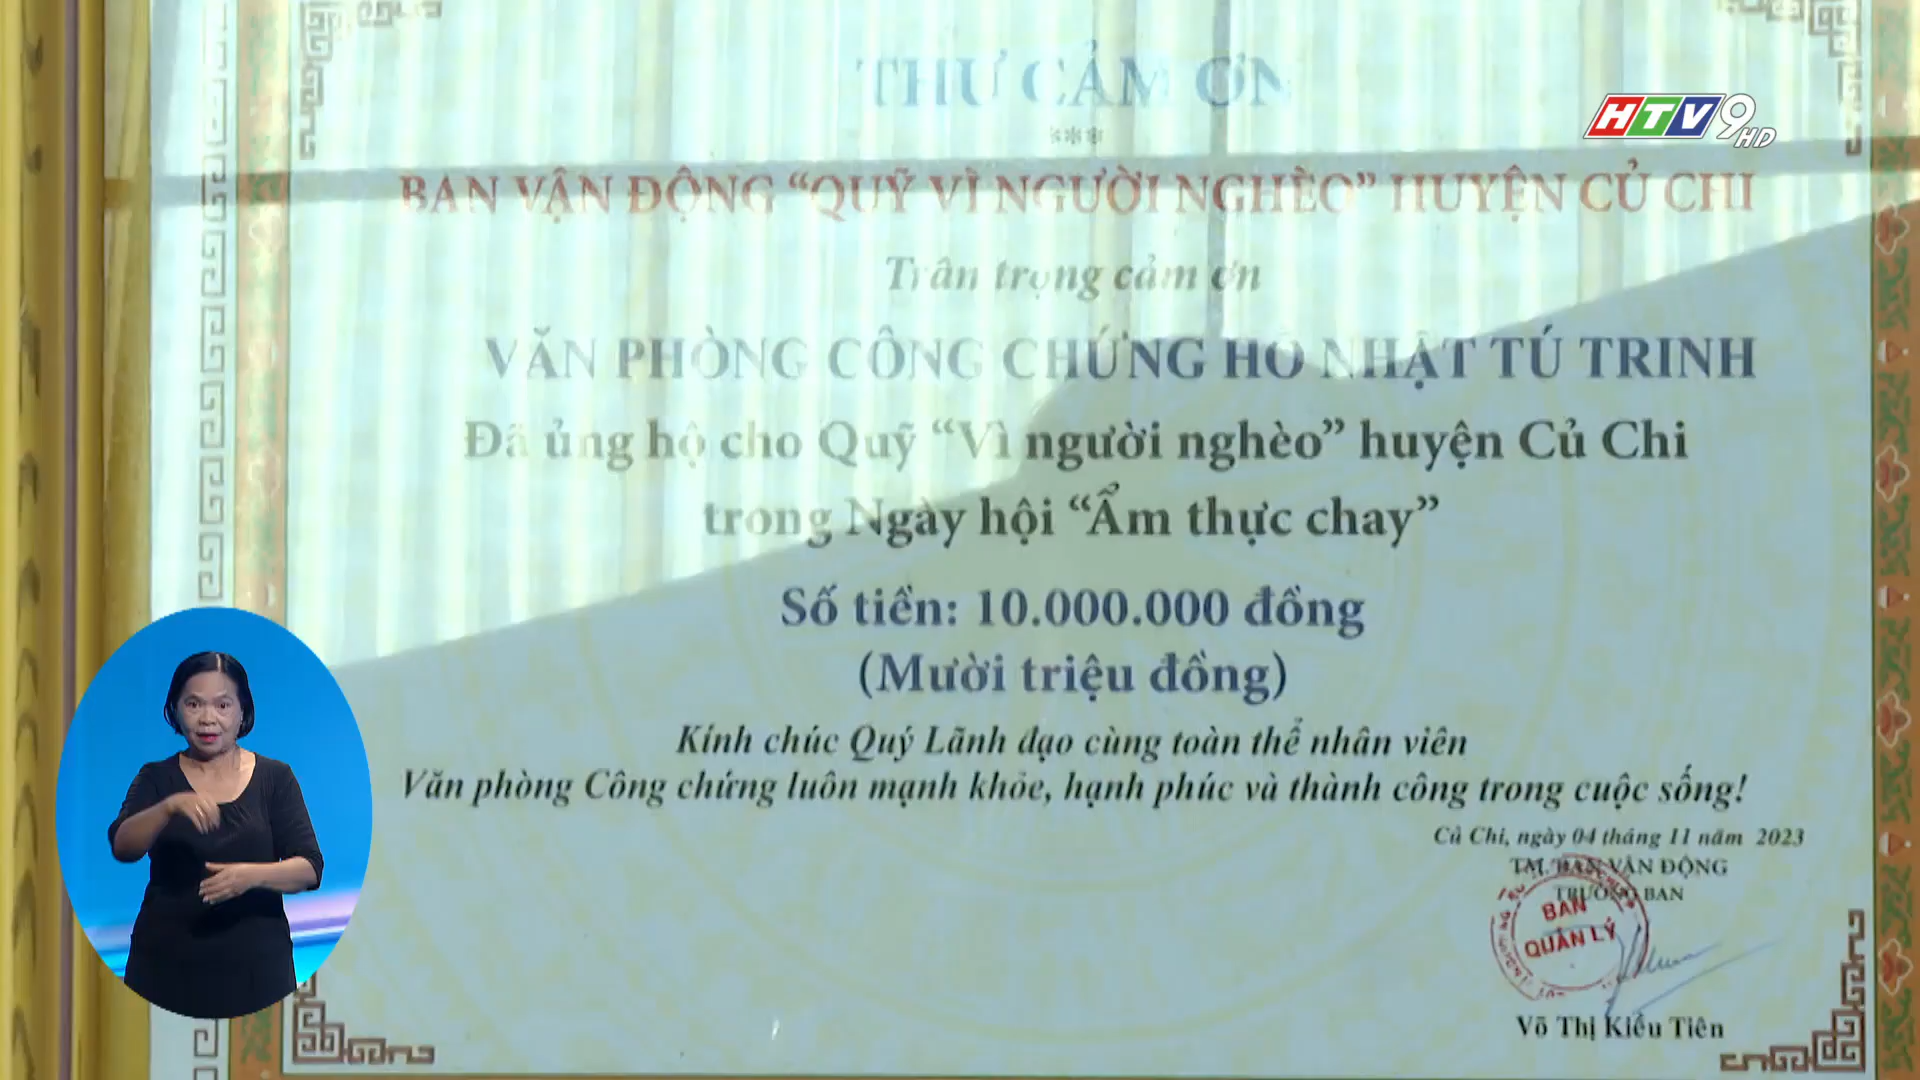 THƯ CẢM ƠN
HTV9 HD
BAN VẬN ĐỘNG “QUỸ VÌ NGƯỜI NGHÈO” HUYỆN CỦ CHI
Trân trọng cảm ơn
VĂN PHÒNG CÔNG CHỨNG HỒ NHẬT TÚ TRINH
Đã ủng hộ cho Quỹ “Vì người nghèo” huyện Củ Chi
trong Ngày hội “Ẩm thực chay”
Số tiền: 10.000.000 đồng
(Mười triệu đồng)
Kính chúc Quý Lãnh đạo cùng toàn thể nhân viên
Văn phòng Công chứng luôn mạnh khỏe, hạnh phúc và thành công trong cuộc sống!
Củ Chi, ngày 04 tháng 11 năm 2023
TM. BAN VẬN ĐỘNG
TRƯỞNG BAN
BAN
QUẢN LÝ
Võ Thị Kiều Tiên